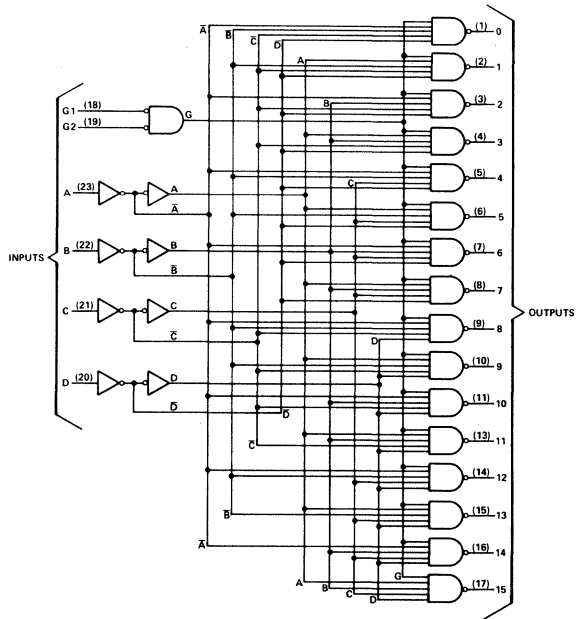 A̅
B̅
C̅
D̅
(1) 0
A
(2) 1
G1 (18)
G2 (19)
G
B
(3) 2
(4) 3
A (23)
A
A̅
C
(5) 4
(6) 5
INPUTS
B (22)
B
B̅
(7) 6
(8) 7
C (21)
C
C̅
OUTPUTS
D
(9) 8
(10) 9
D (20)
D
D̅
D̅
(11) 10
C̅
(13) 11
(14) 12
B̅
(15) 13
A̅
(16) 14
G
A
B
C
D
(17) 15